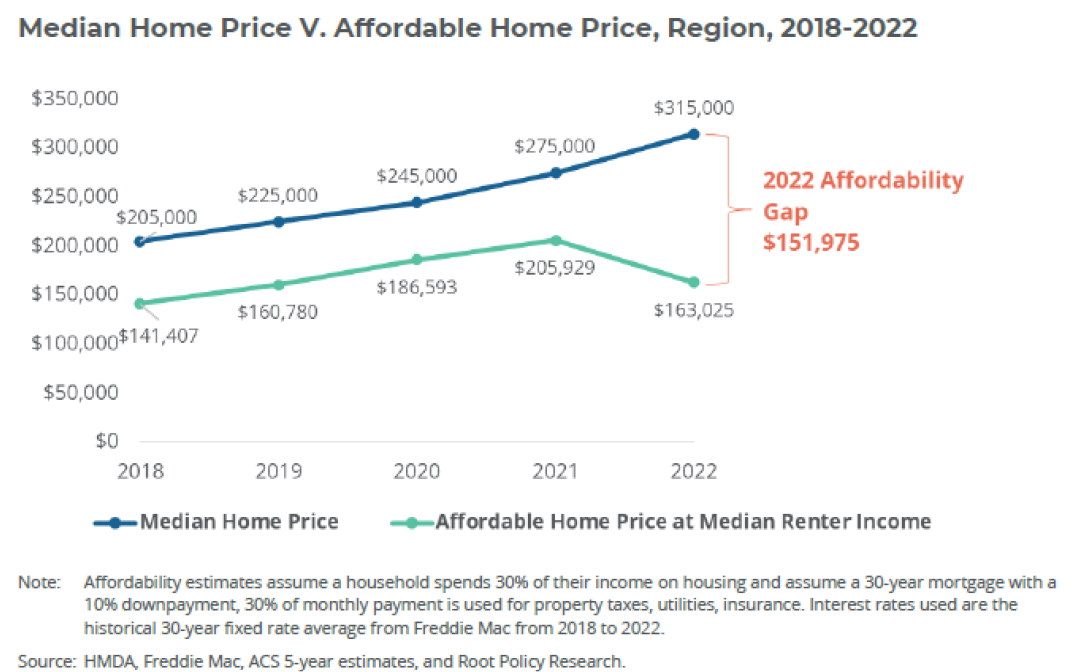 Median Home Price V. Affordable Home Price, Region, 2018-2022
$350,000
$300,000
$250,000
$200,000
$150,000
$100,000
$50,000
$0
$205,000
$225,000
$245,000
$275,000
$315,000
$141,407
$160,780
$186,593
$205,929
$163,025
2022 Affordability
Gap
$151,975
2018 2019 2020 2021 2022
Median Home Price Affordable Home Price at Median Renter Income
Note: Affordability estimates assume a household spends 30% of their income on housing and assume a 30-year mortgage with a
10% downpayment, 30% of monthly payment is used for property taxes, utilities, insurance. Interest rates used are the
historical 30-year fixed rate average from Freddie Mac from 2018 to 2022.
Source: HMDA, Freddie Mac, ACS 5-year estimates, and Root Policy Research.